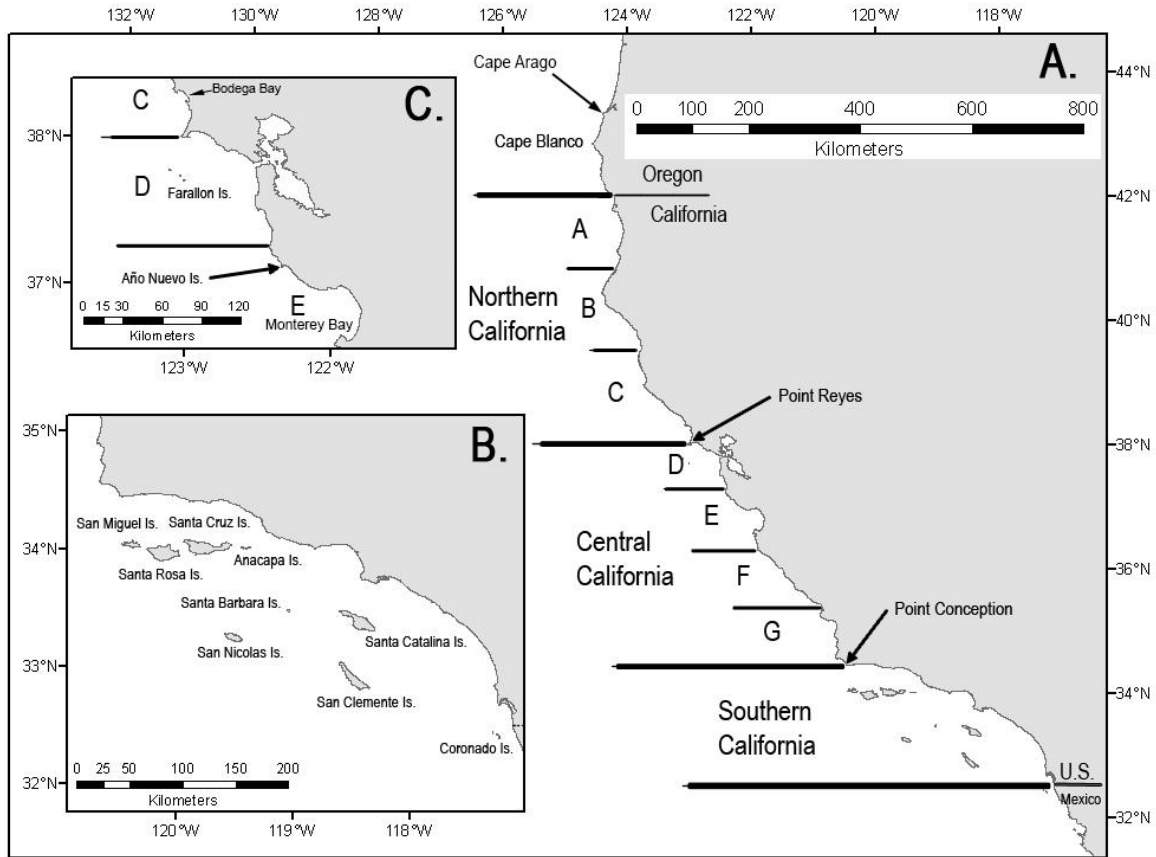 132°W
130°W
128°W
126°W
124°W
122°W
120°W
118°W
A.
Cape Arago
44°N
0 100 200 400 600 800
Kilometers
Cape Blanco
Oregon
42°N
California
A
B
Northern
California
40°N
C
Point Reyes
38°N
D
E
Central
California
F
36°N
Point Conception
G
34°N
Southern
California
U.S.
Mexico
32°N
C.
C
Bodega Bay
38°N
D
Farallon Is.
Año Nuevo Is.
37°N
E
0 15 30 60 90 120
Monterey Bay
Kilometers
123°W
122°W
B.
35°N
San Miguel Is.
Santa Cruz Is.
34°N
Anacapa Is.
Santa Rosa Is.
Santa Barbara Is.
Santa Catalina Is.
San Nicolas Is.
33°N
San Clemente Is.
Coronado Is.
0 25 50 100 150 200
32°N
Kilometers
120°W
119°W
118°W